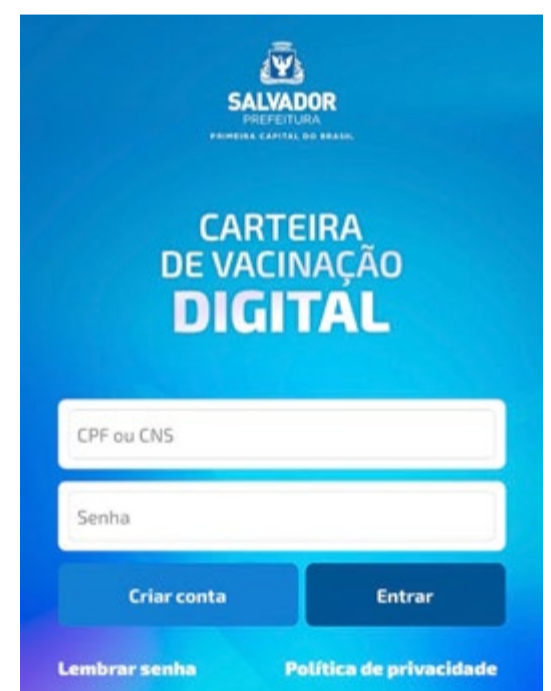 SALVADOR
PREFEITURA
PRIMEIRA CAPITAL DO BRASIL
CARTEIRA
DE VACINAÇÃO
DIGITAL
CPF ou CNS
Senha
Criar conta
Entrar
Lembrar senha
Política de privacidade